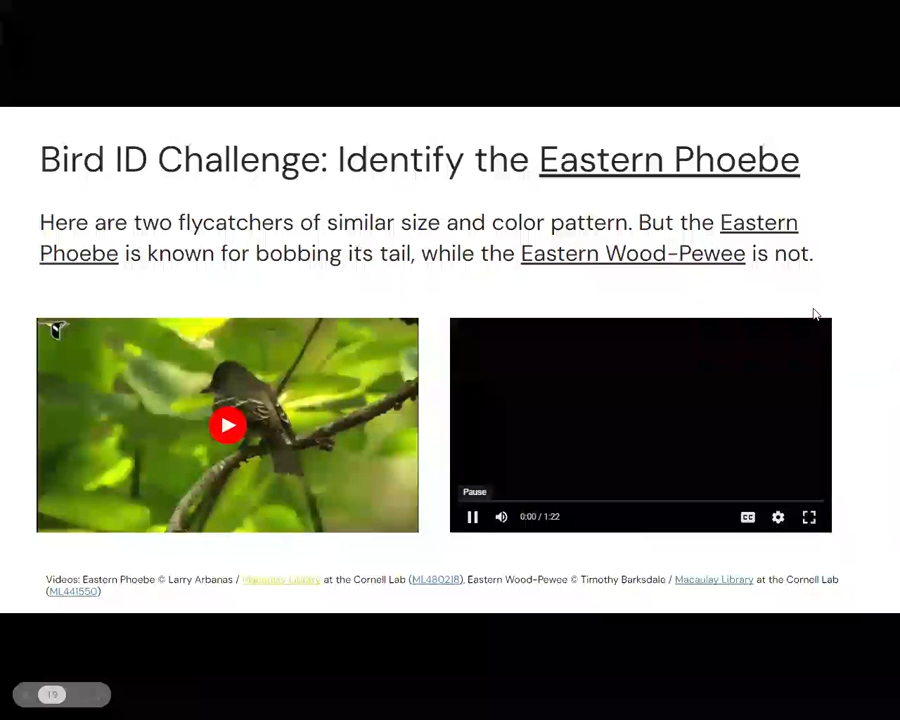 Bird ID Challenge: Identify the Eastern Phoebe
Here are two flycatchers of similar size and color pattern. But the Eastern
Phoebe is known for bobbing its tail, while the Eastern Wood-Pewee is not.
Pause
0:00 / 1:22
CC
Videos: Eastern Phoebe © Larry Arbanas / Macaulay Library at the Cornell Lab (ML480218), Eastern Wood-Pewee © Timothy Barksdale / Macaulay Library at the Cornell Lab
(ML441550)
19